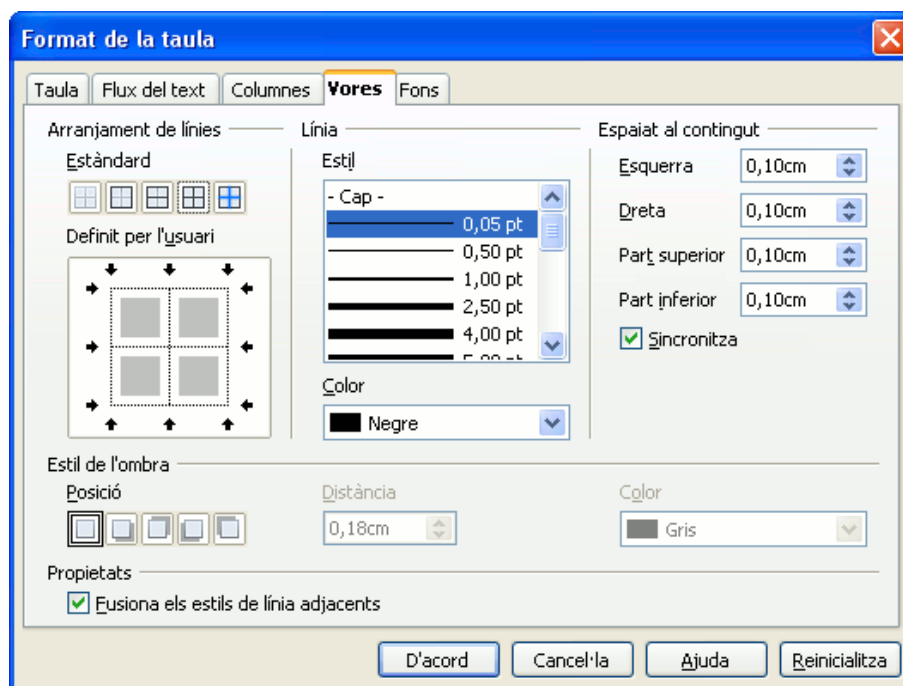 Format de la taula
Taula
Flux del text
Columnes
Vores
Fons
Arranjament de línies
Estàndard
Definit per l'usuari
Línia
Estil
- Cap -
0,05 pt
0,50 pt
1,00 pt
2,50 pt
4,00 pt
5,00 pt
Color
Negre
Espaiat al contingut
Esquerra
0,10cm
Dreta
0,10cm
Part superior
0,10cm
Part inferior
0,10cm
Sincronitza
Estil de l'ombra
Posició
Distància
0,18cm
Color
Gris
Propietats
Fusiona els estils de línia adjacents
D'acord
Cancel·la
Ajuda
Reinicialitza